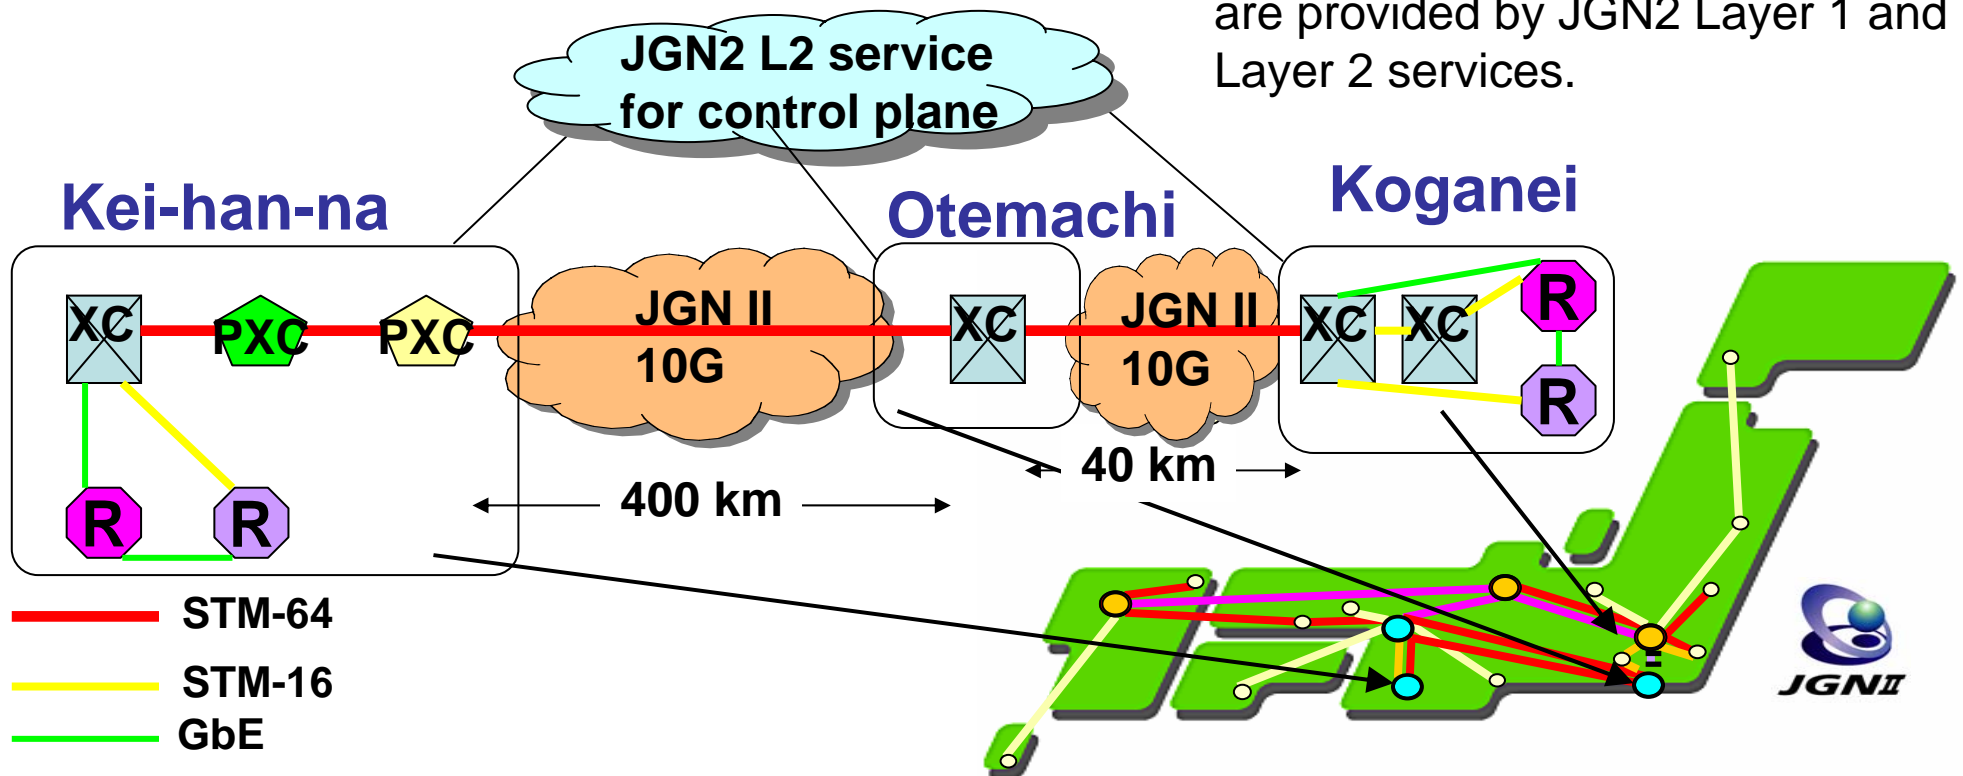 are provided by JGN2 Layer 1 and
Layer 2 services.
JGN2 L2 service
for control plane
Kei-han-na
Otemachi
Koganei
XC
PXC
PXC
JGN II
10G
XC
JGN II
10G
XC
XC
R
R
R
R
400 km
40 km
STM-64
STM-16
GbE
JGNII